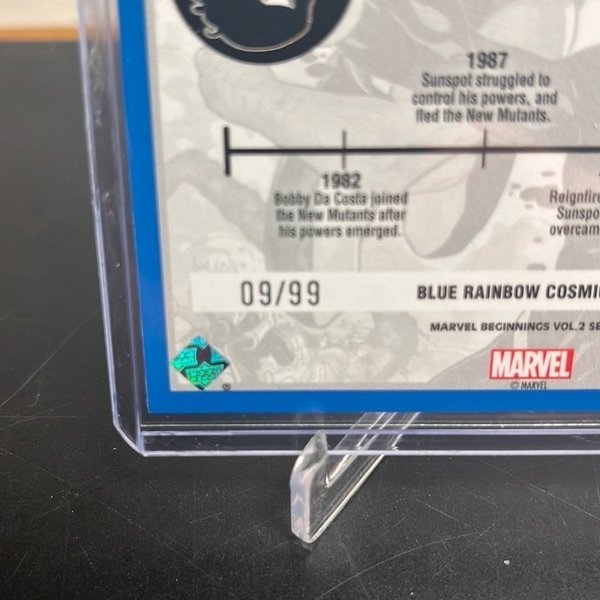 1987
Sunspot struggled to
control his powers, and
fled the New Mutants.
1982
Bobby Da Costa joined
the New Mutants after
his powers emerged.
Reignfire
Sunspo
overcam
09/99
BLUE RAINBOW COSMIC
MARVEL BEGINNINGS VOL.2 SE
MARVEL
© MARVEL
®